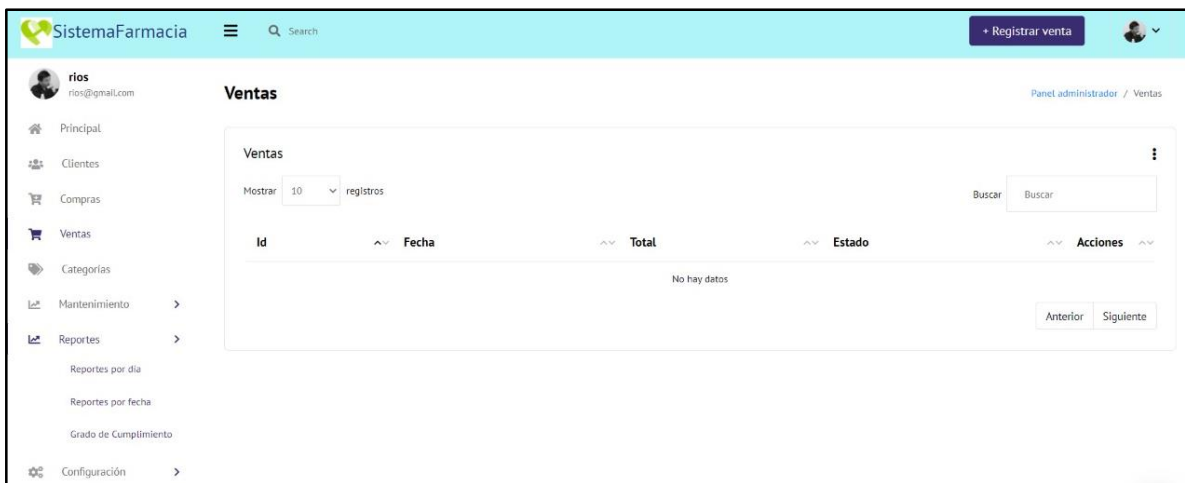 SistemaFarmacia
Search
+ Registrar venta
rios
rios@gmail.com
Ventas
Panel administrador / Ventas
Principal
Clientes
Compras
Ventas
Categorías
Mantenimiento
Reportes
Reportes por día
Reportes por fecha
Grado de Cumplimiento
Configuración
Ventas
Mostrar 10 registros
Buscar Buscar
Id Fecha Total Estado Acciones
No hay datos
Anterior Siguiente